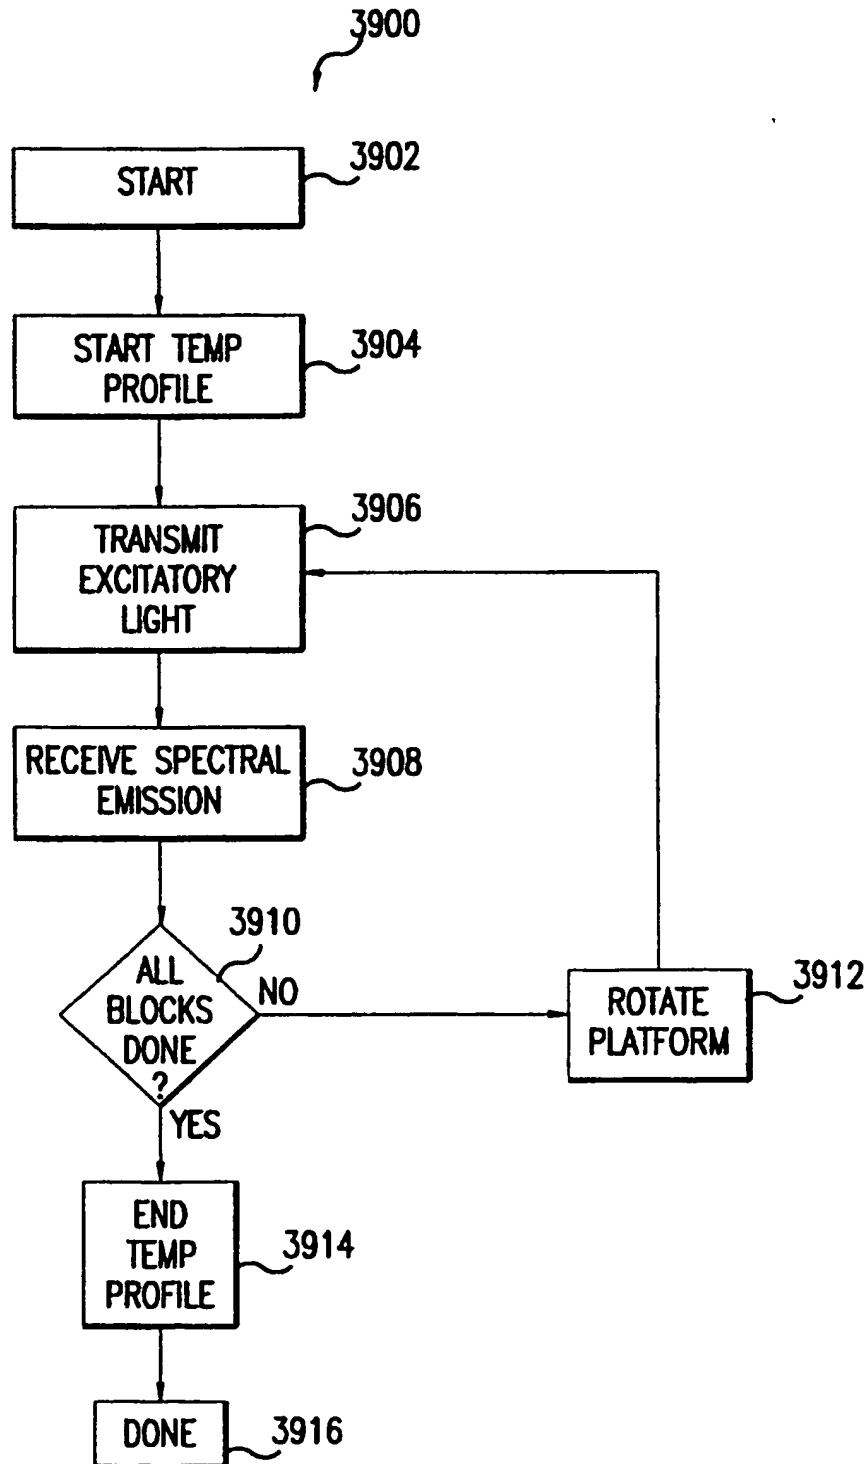 3900
START
3902
START TEMP
PROFILE
3904
TRANSMIT
EXCITATORY
LIGHT
3906
RECEIVE SPECTRAL
EMISSION
3908
ALL
BLOCKS
DONE
?
3910
NO
ROTATE
PLATFORM
3912
YES
END
TEMP
PROFILE
3914
DONE
3916